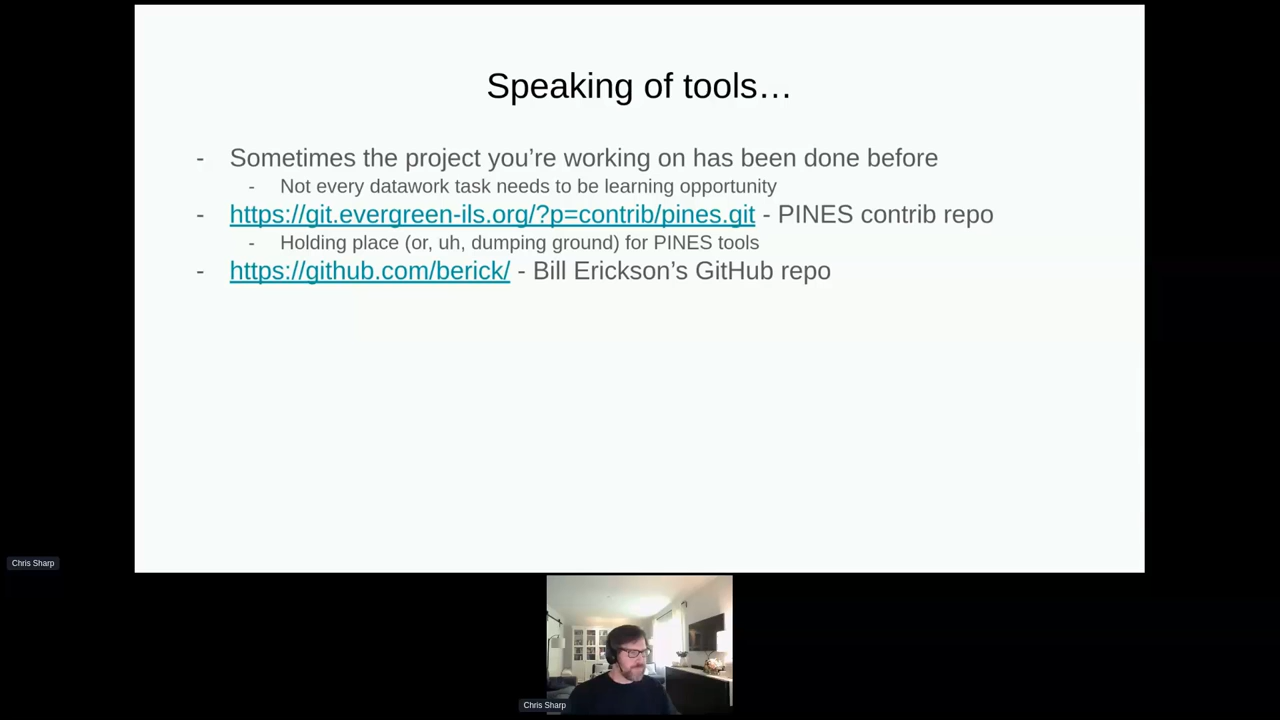 Speaking of tools…
- Sometimes the project you’re working on has been done before
- Not every datawork task needs to be learning opportunity
- https://git.evergreen-ils.org/?p=contrib/pines.git - PINES contrib repo
- Holding place (or, uh, dumping ground) for PINES tools
- https://github.com/berick/ - Bill Erickson’s GitHub repo
Chris Sharp
Chris Sharp